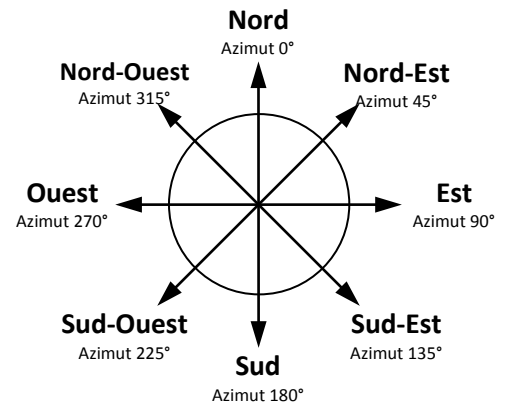 Nord
Azimut 0°
Nord-Ouest
Azimut 315°
Nord-Est
Azimut 45°
Ouest
Azimut 270°
Est
Azimut 90°
Sud-Ouest
Azimut 225°
Sud-Est
Azimut 135°
Sud
Azimut 180°